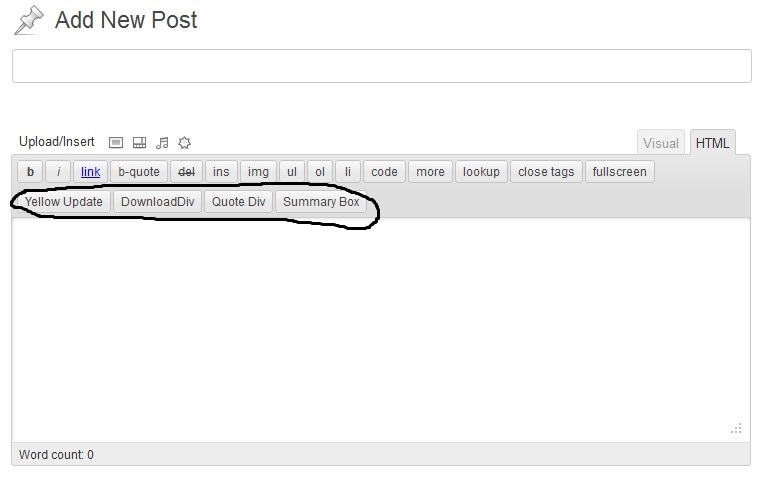 Add New Post
Upload/Insert
Visual HTML
b i link b-quote del ins img ul ol li code more lookup close tags fullscreen
Yellow Update DownloadDiv Quote Div Summary Box
Word count: 0